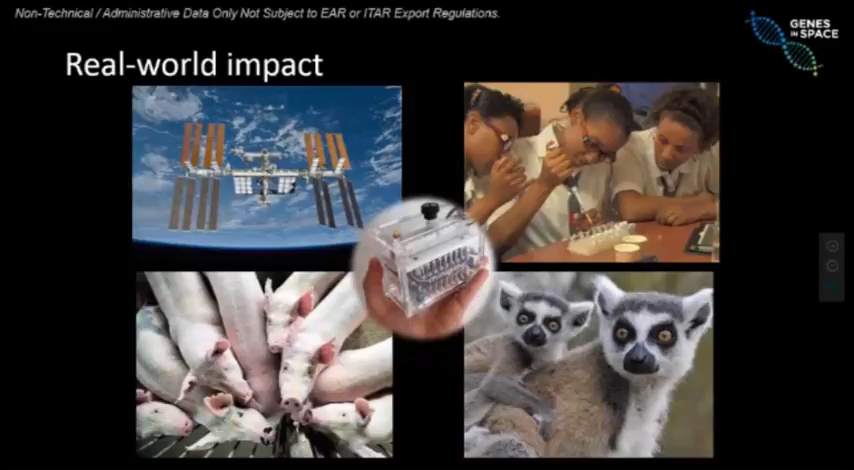 Non-Technical / Administrative Data Only Not Subject to EAR or ITAR Export Regulations.
GENES
IN SPACE
Real-world impact